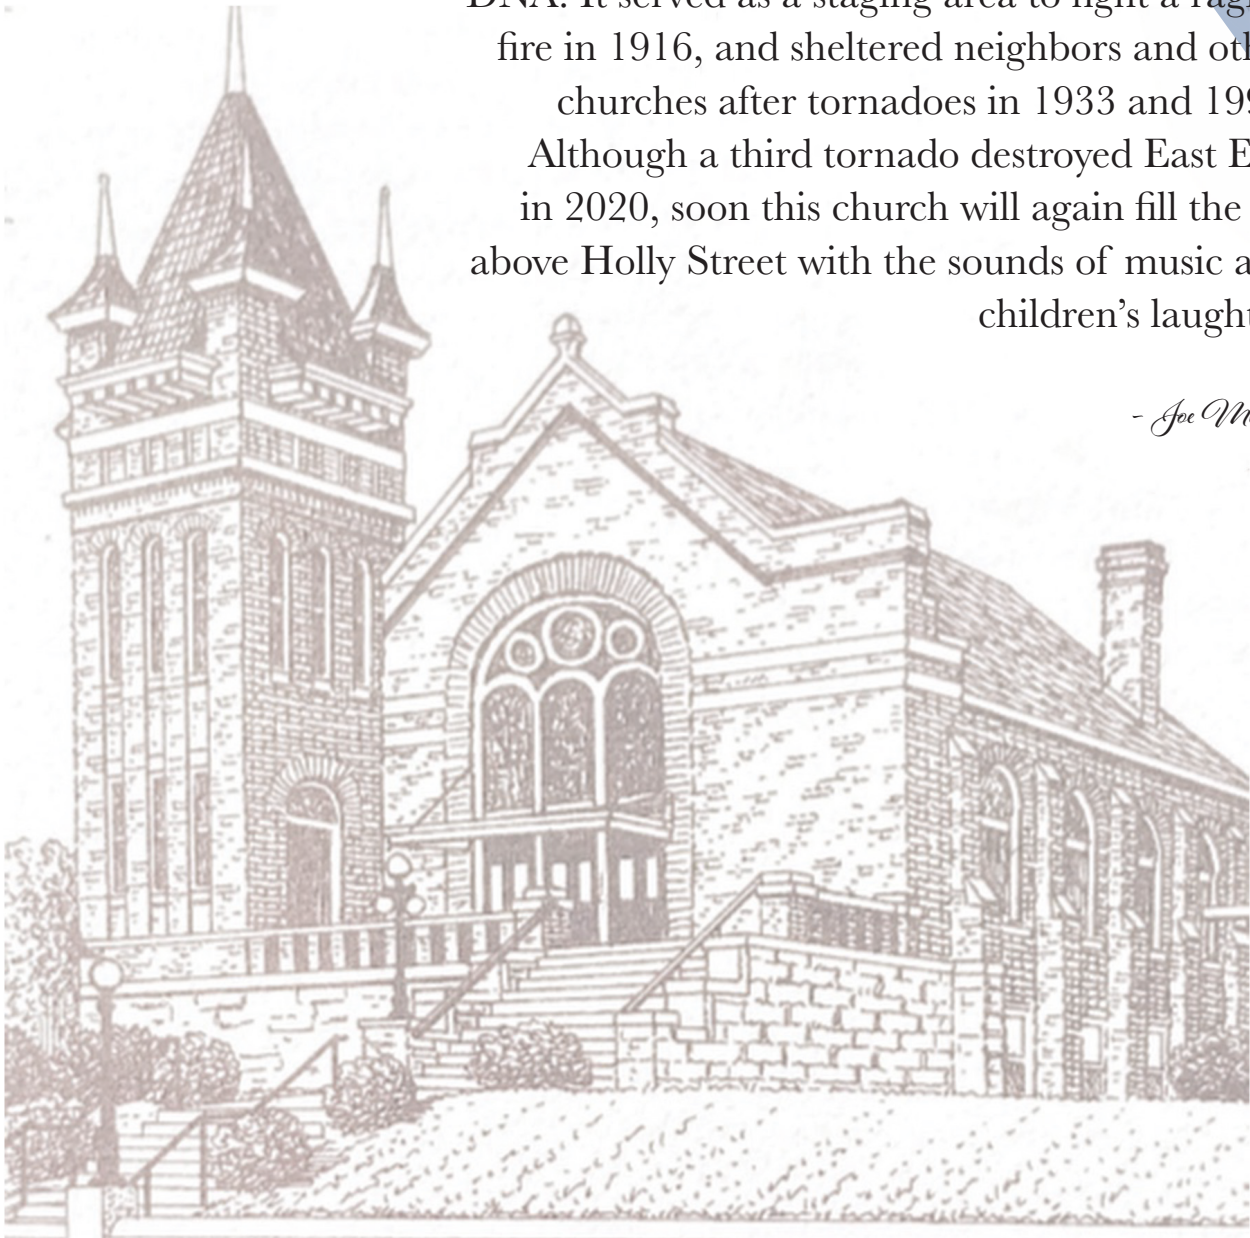 DNA. It served as a staging area to fight a
fire in 1916, and sheltered neighbors and
churches after tornadoes in 1933 and
Although a third tornado destroyed East
in 2020, soon this church will again fill the
above Holly Street with the sounds of music
children’s
- Joe